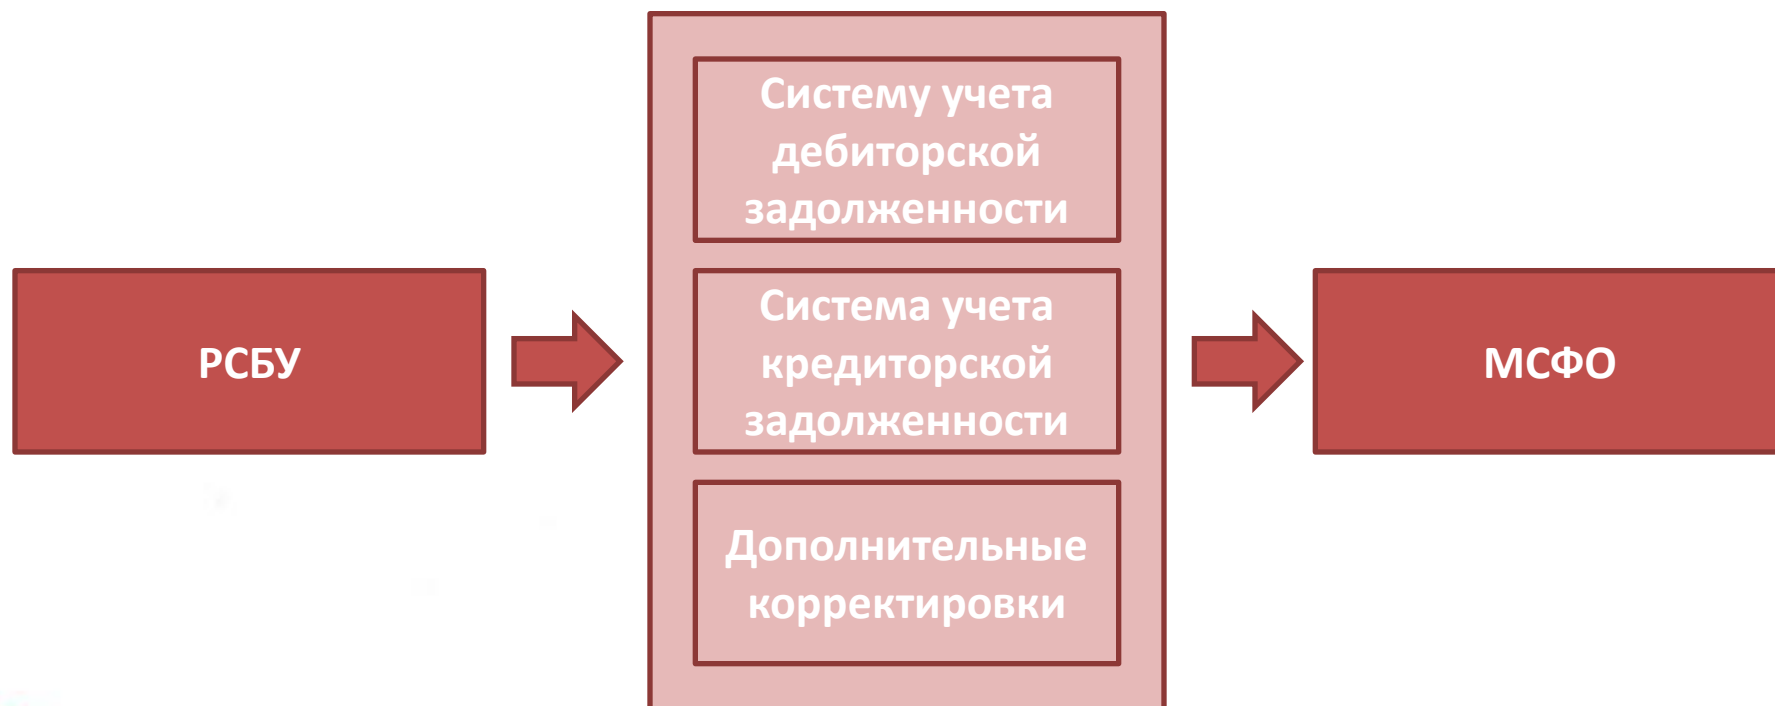 РСБУ
Систему учета
дебиторской
задолженности
Система учета
кредиторской
задолженности
Дополнительные
корректировки
МСФО